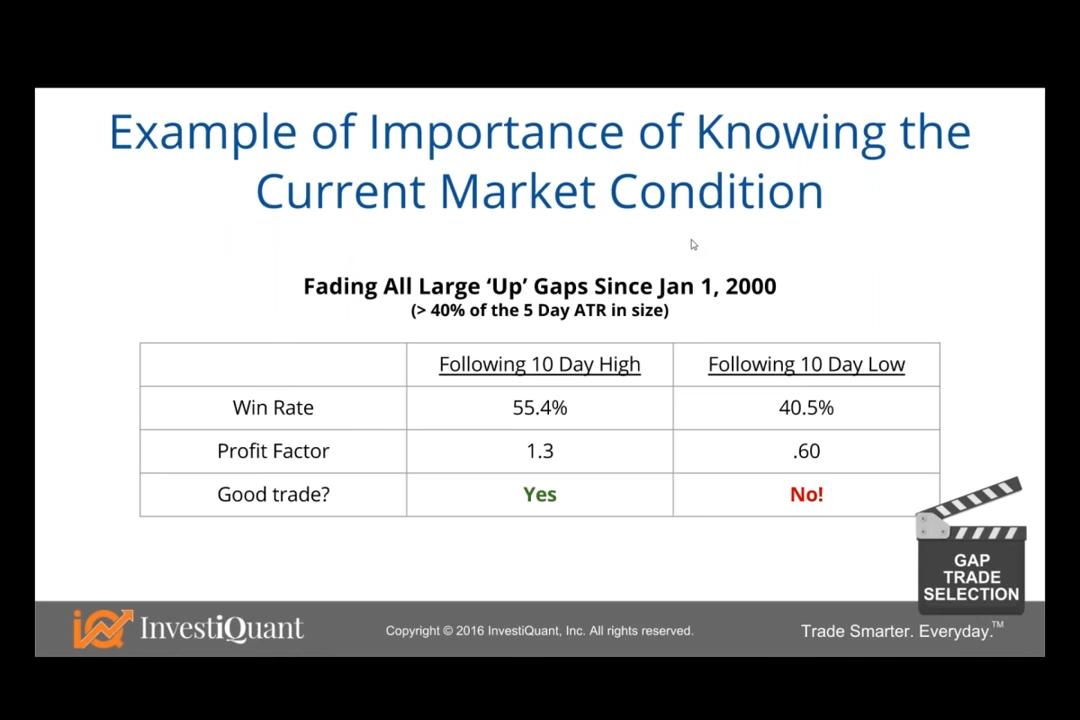 Example of Importance of Knowing the
Current Market Condition
Fading All Large ‘Up’ Gaps Since Jan 1, 2000
(> 40% of the 5 Day ATR in size)
Following 10 Day High Following 10 Day Low
Win Rate 55.4% 40.5%
Profit Factor 1.3 .60
Good trade? Yes No!
GAP
TRADE
SELECTION
iQ InvestiQuant Copyright © 2016 InvestiQuant, Inc. All rights reserved. Trade Smarter. Everyday.™